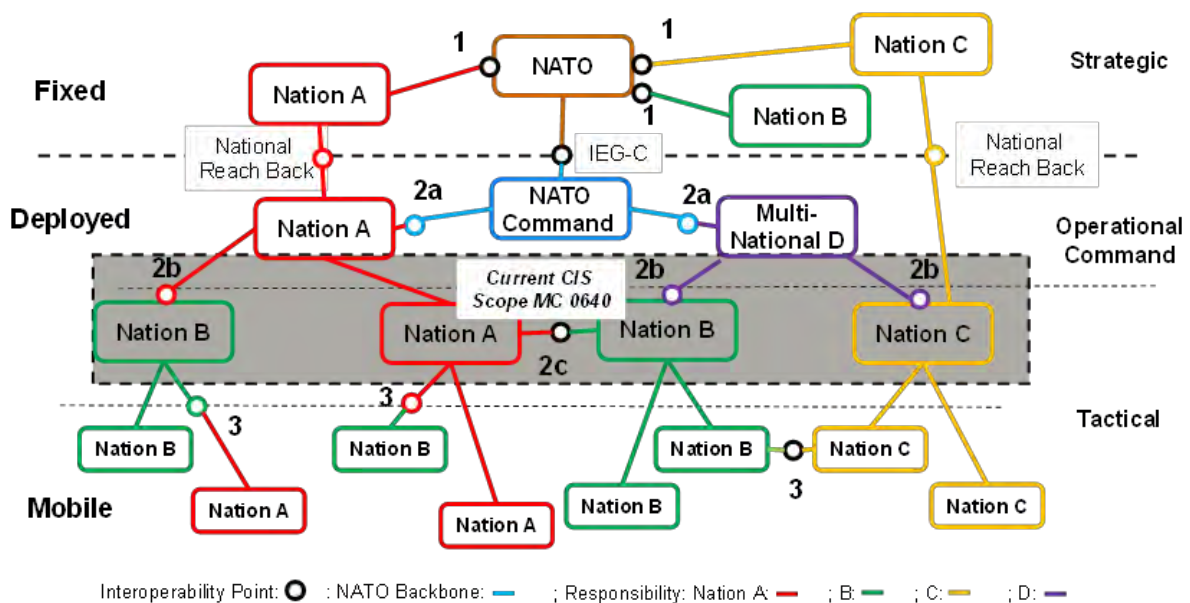 1
NATO
1
Nation C
Strategic
Fixed
Nation A
1
Nation B
National
Reach Back
IEG-C
National
Reach Back
Deployed
Nation A
2a
NATO
Command
2a
Multi-
National D
Operational
Command
2b
Current CIS
Scope MC 0640
2b
2b
Nation B
Nation A
2c
Nation B
Nation C
3
3
Tactical
Nation B
Nation B
Nation B
3
Nation C
Mobile
Nation A
Nation A
Nation B
Nation C
Interoperability Point: : NATO Backbone: ; Responsibility: Nation A: ; B: ; C: ; D: